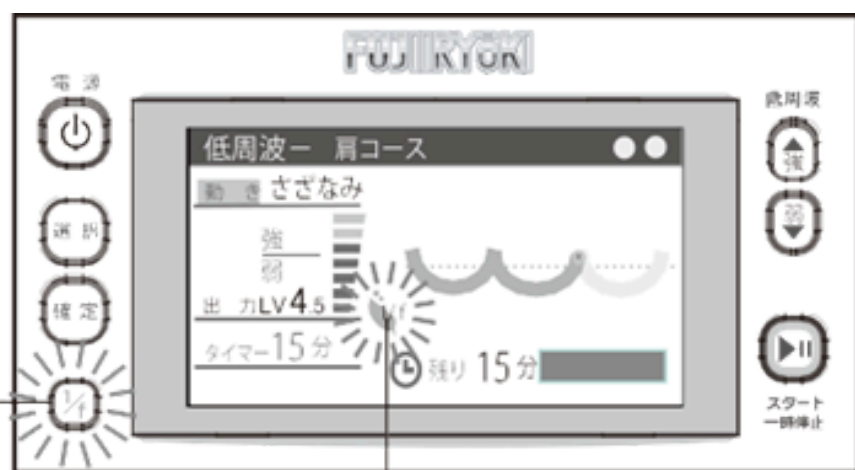 FUJIIRYOKI
電源
低周波
低周波ー 肩コース
動き さざなみ
強
弱
出力LV4.5
タイマー15分
1/f
残り 15分
選択
確定
1/f
強
弱
スタート
一時停止